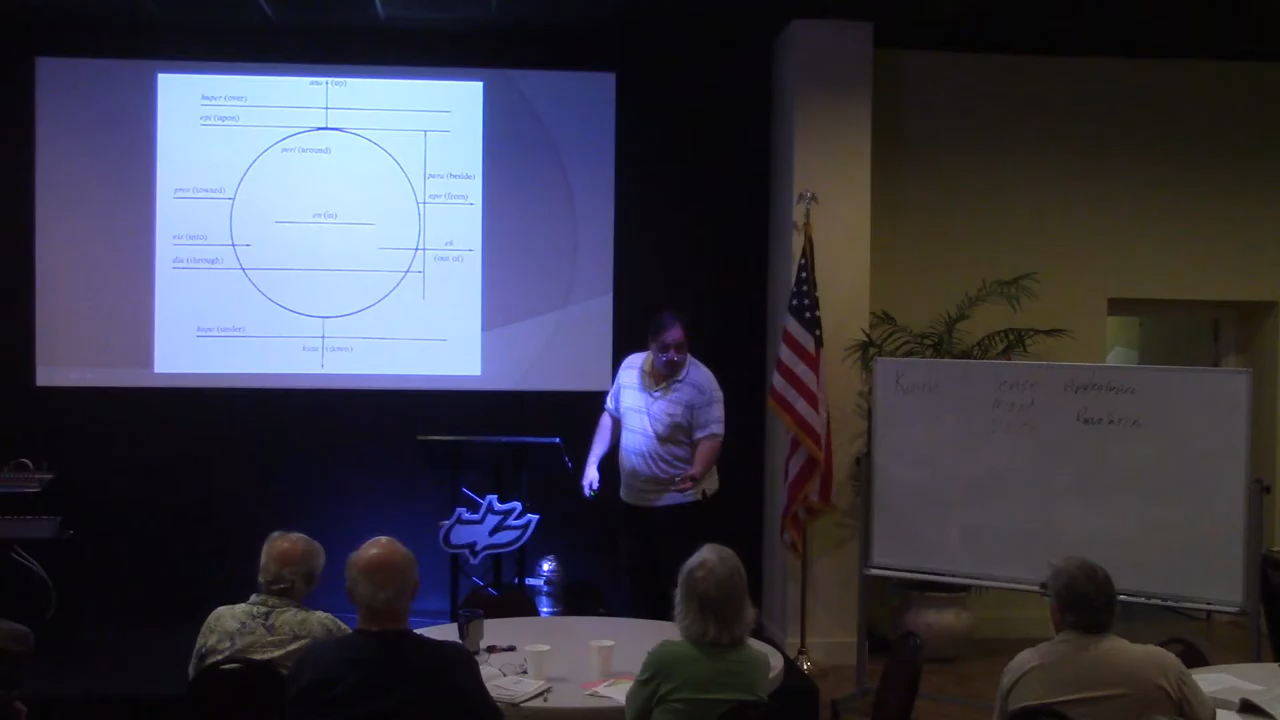 ana (up)
huper (over)
epi (upon)
peri (around)
para (beside)
pros (toward)
apo (from)
en (in)
eis (into)
ek
(out of)
dia (through)
hupo (under)
kata (down)